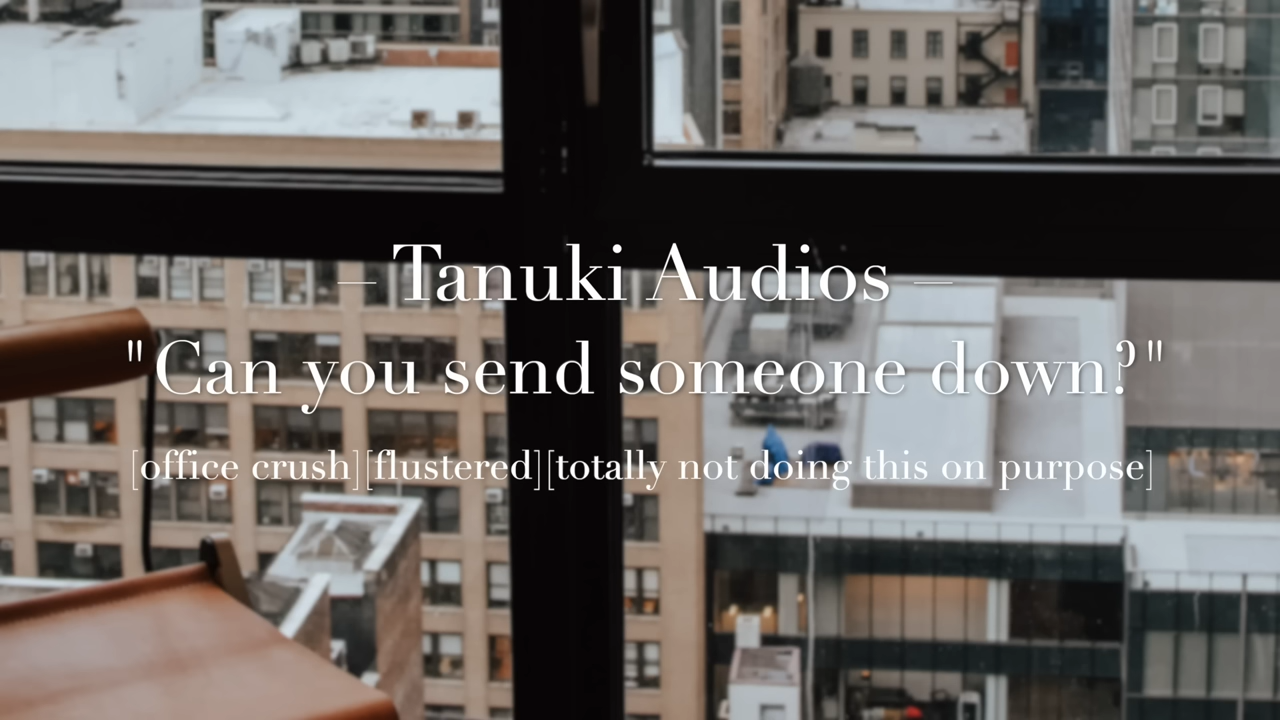 – Tanuki Audios –
"Can you send someone down?"
[office crush][flustered][totally not doing this on purpose]